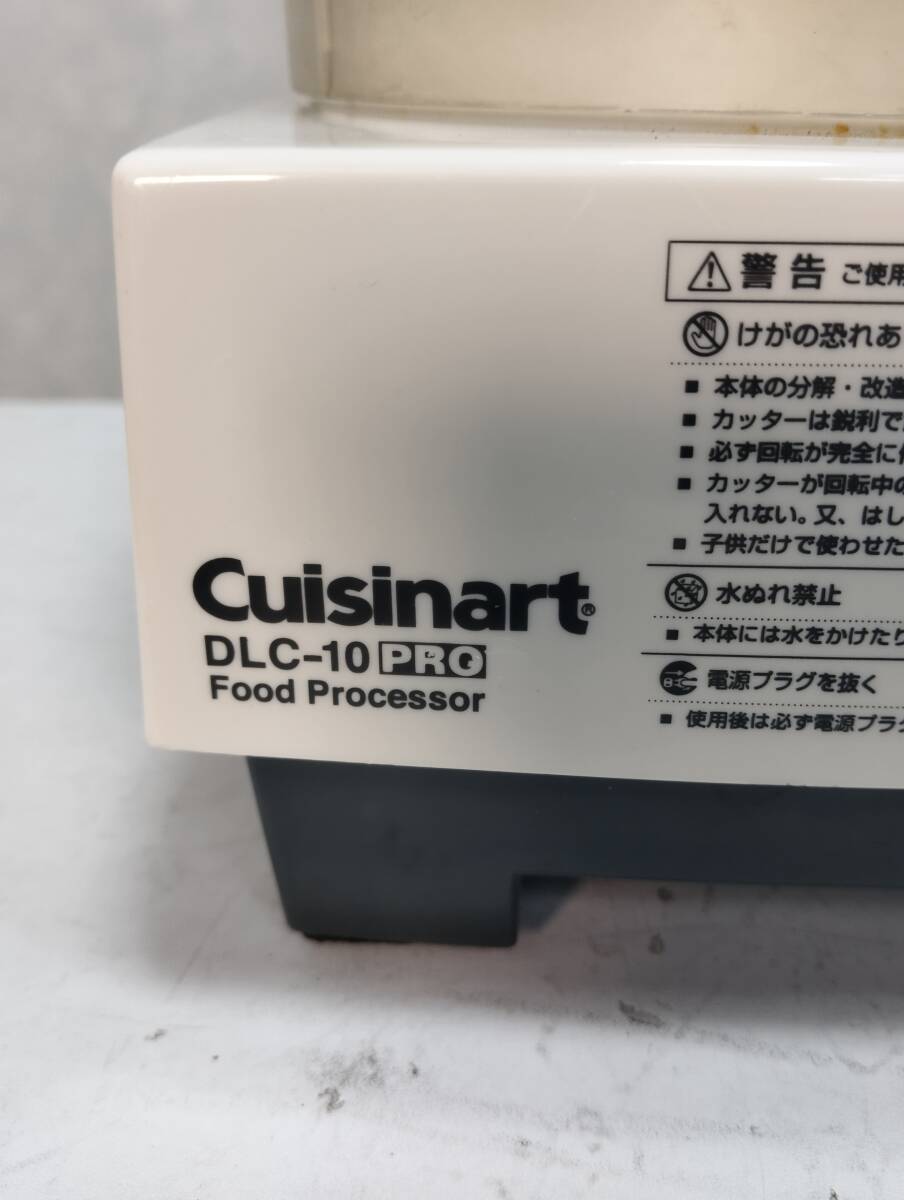 警告 ご使用
けがの恐れあ
■ 本体の分解・改造
■ カッターは鋭利で
■ 必ず回転が完全に
■ カッターが回転中の
入れない。又、はし
■ 子供だけで使わせた
水ぬれ禁止
■ 本体には水をかけたり
電源プラグを抜く
■ 使用後は必ず電源プラグ
Cuisinart®
DLC-10 PRO
Food Processor